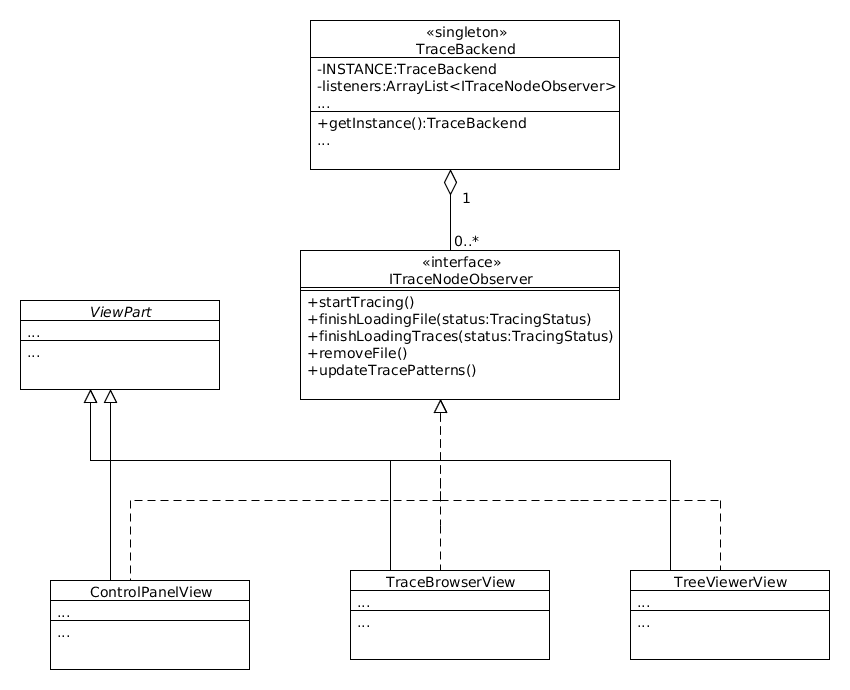 «singleton»
TraceBackend
-INSTANCE:TraceBackend
-listeners:ArrayList<ITraceNodeObserver>
...
+getInstance():TraceBackend
...
1
0..*
«interface»
ITraceNodeObserver
+startTracing()
+finishLoadingFile(status:TracingStatus)
+finishLoadingTraces(status:TracingStatus)
+removeFile()
+updateTracePatterns()
ViewPart
...
...
ControlPanelView
...
...
TraceBrowserView
...
...
TreeViewerView
...
...